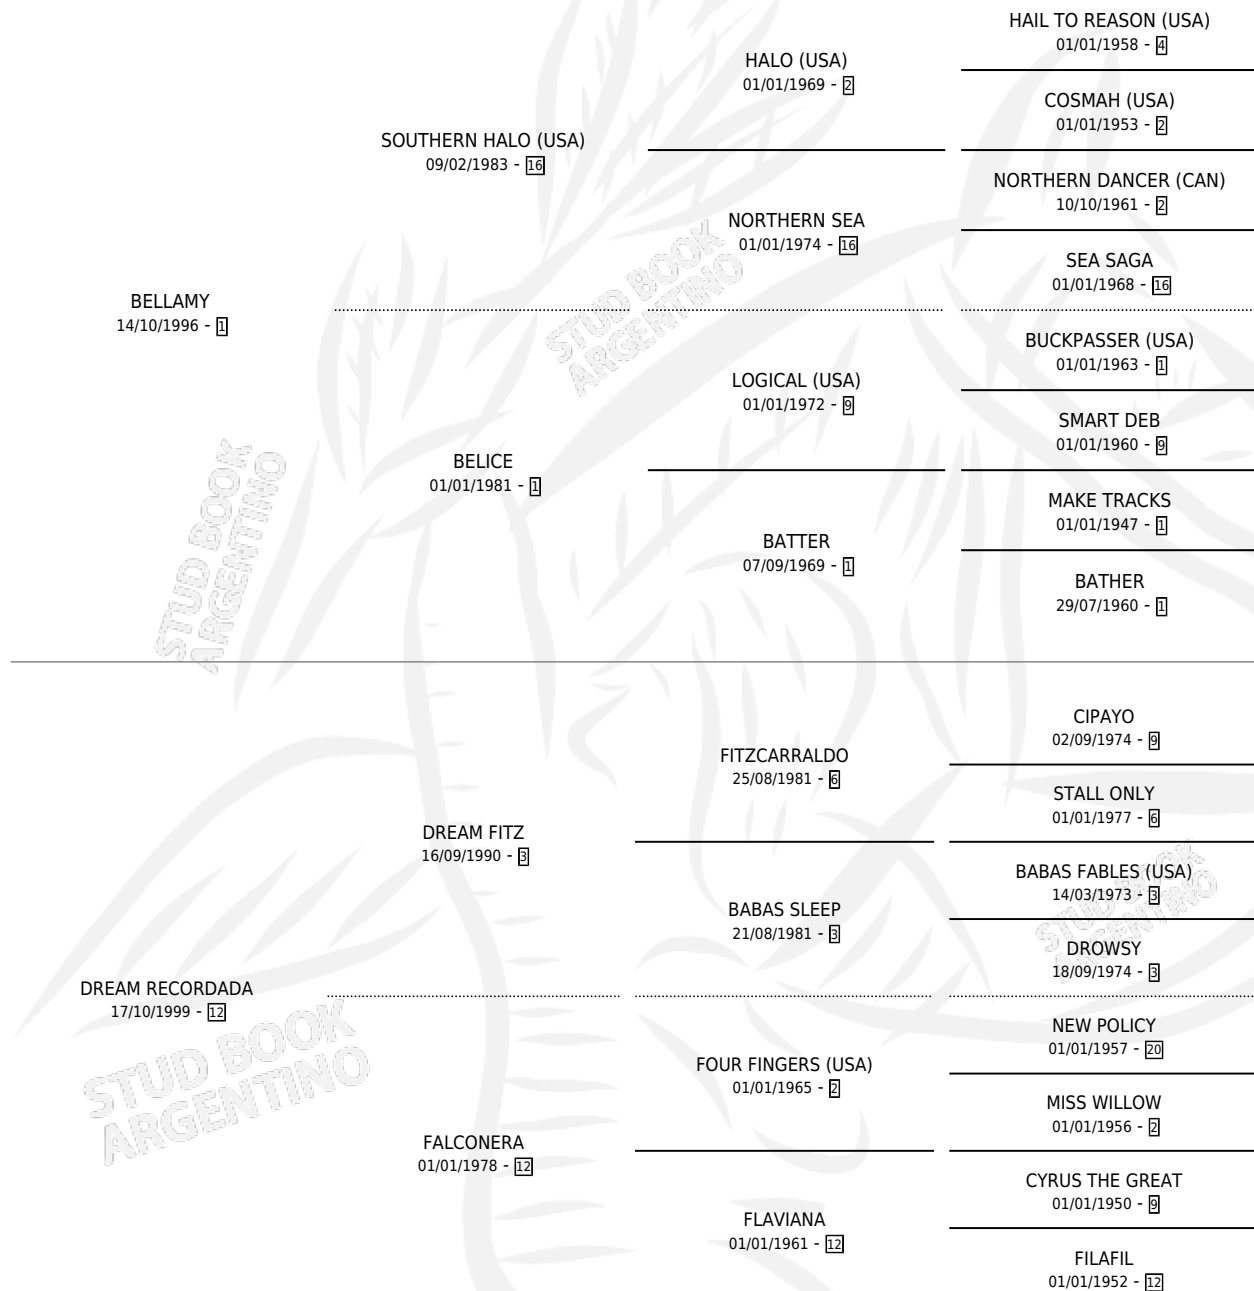 HAIL TO REASON (USA)
01/01/1958 - 4
HALO (USA)
01/01/1969 - 2
COSMAH (USA)
01/01/1953 - 2
SOUTHERN HALO (USA)
09/02/1983 - 16
NORTHERN DANCER (CAN)
10/10/1961 - 2
NORTHERN SEA
01/01/1974 - 16
SEA SAGA
01/01/1968 - 16
BELLAMY
14/10/1996 - 1
STUD BOOK
ARGENTINO
BUCKPASSER (USA)
01/01/1963 - 1
LOGICAL (USA)
01/01/1972 - 9
SMART DEB
01/01/1960 - 9
BELICE
01/01/1981 - 1
MAKE TRACKS
01/01/1947 - 1
BATTER
07/09/1969 - 1
BATHER
29/07/1960 - 1
STUD BOOK
ARGENTINO
CIPAYO
02/09/1974 - 9
FITZCARRALDO
25/08/1981 - 6
STALL ONLY
01/01/1977 - 6
DREAM FITZ
16/09/1990 - 3
BABAS FABLES (USA)
14/03/1973 - 3
BABAS SLEEP
21/08/1981 - 3
DROWSY
18/09/1974 - 3
STUD BOOK
ARGENTINO
DREAM RECORDADA
17/10/1999 - 12
STUD BOOK
ARGENTINO
NEW POLICY
01/01/1957 - 20
FOUR FINGERS (USA)
01/01/1965 - 2
MISS WILLOW
01/01/1956 - 2
FALCONERA
01/01/1978 - 12
CYRUS THE GREAT
01/01/1950 - 9
FLAVIANA
01/01/1961 - 12
FILAFIL
01/01/1952 - 12